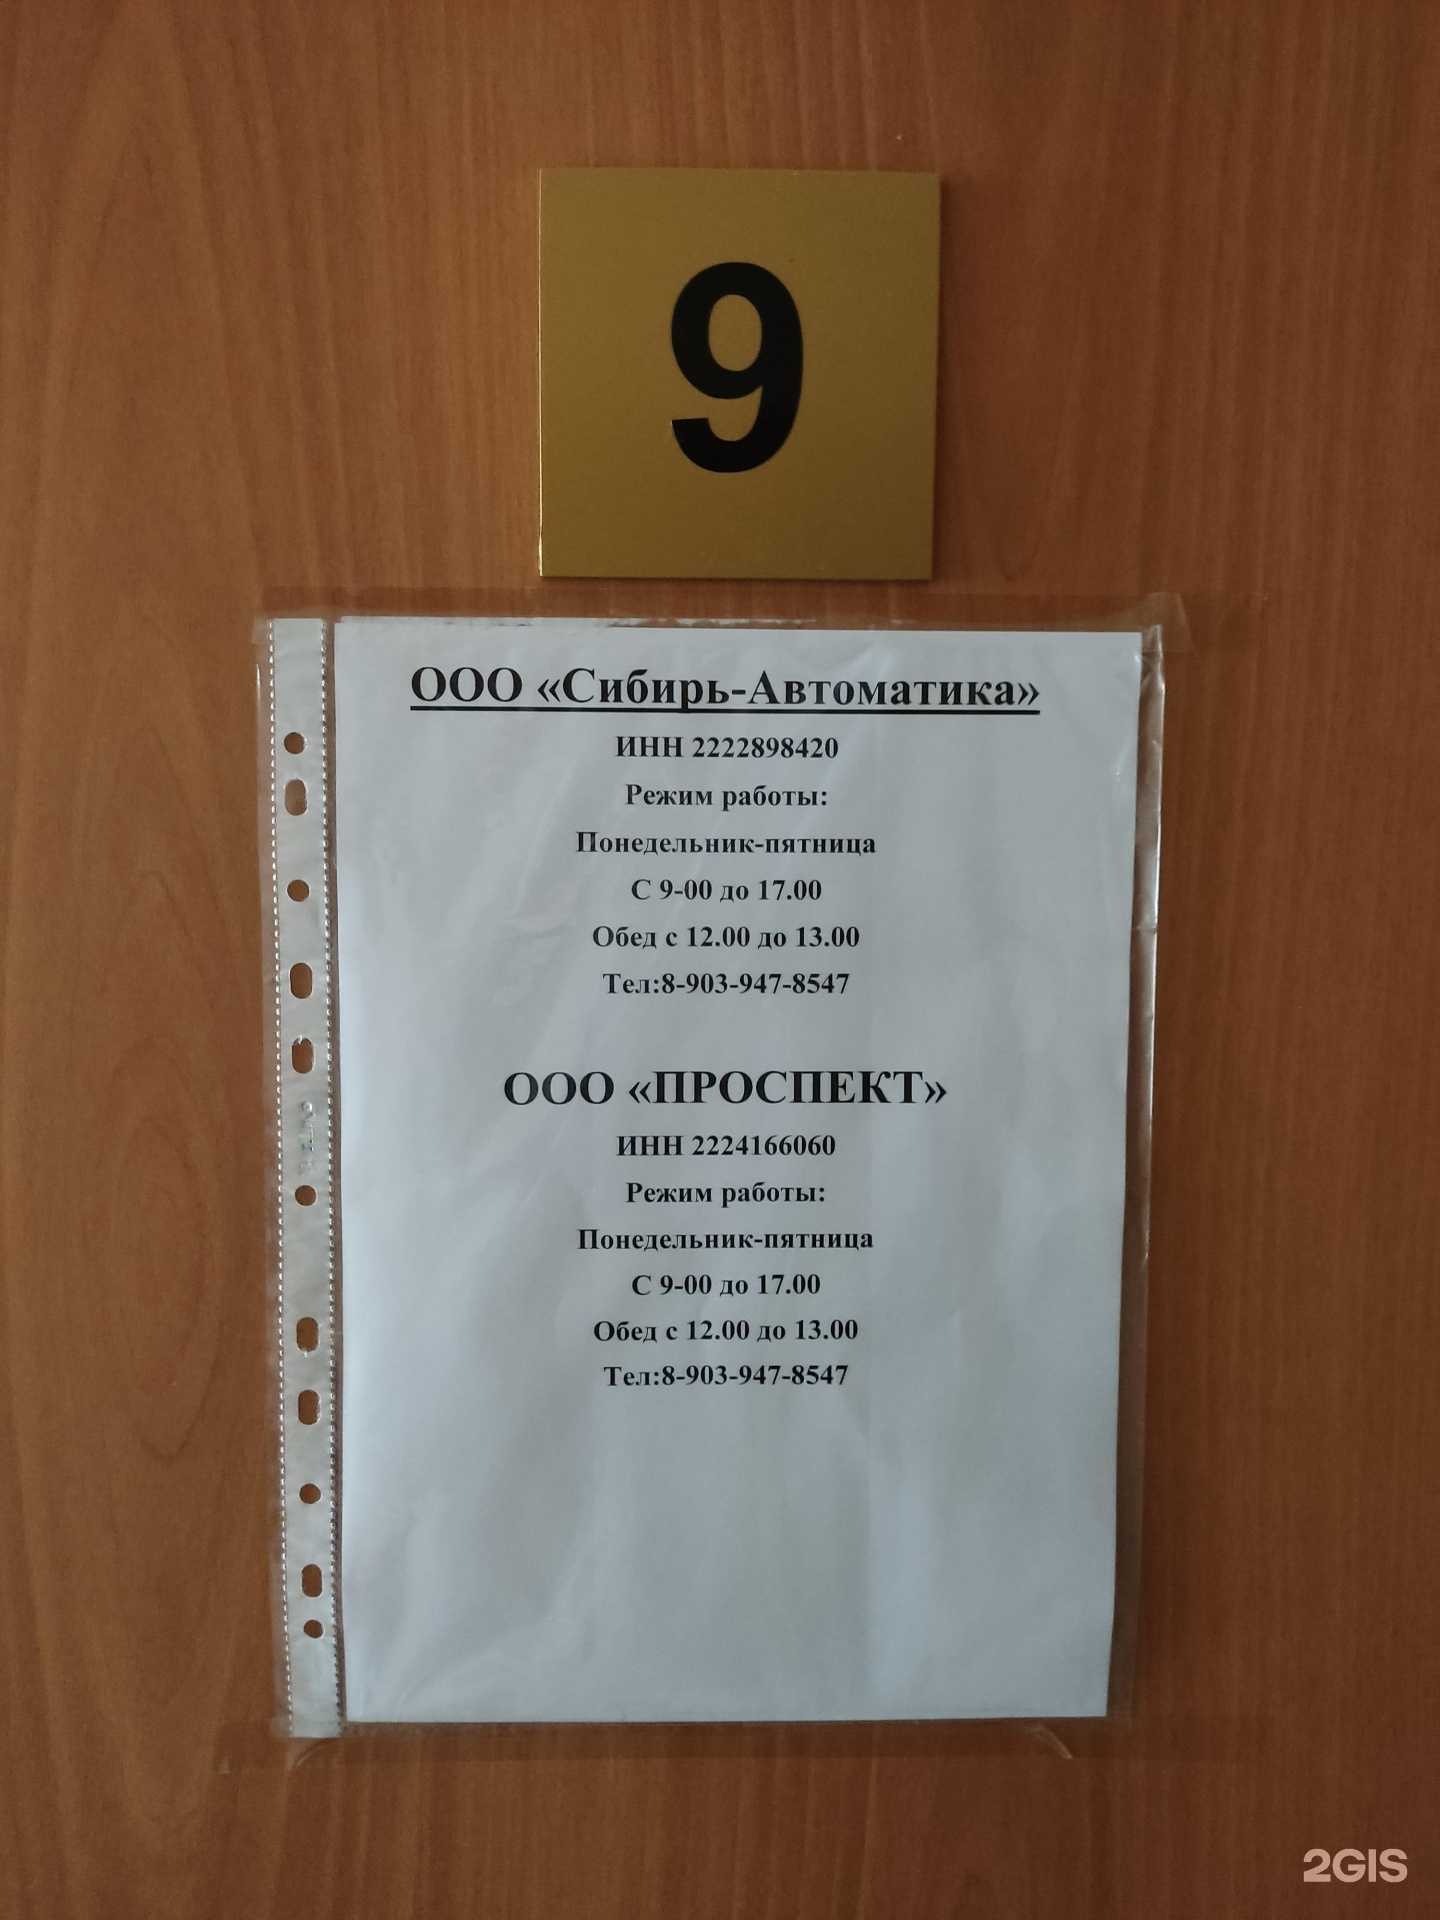 9
ООО «Сибирь-Автоматика»
ИНН 2222898420
Режим работы:
Понедельник-пятница
С 9-00 до 17.00
Обед с 12.00 до 13.00
Тел:8-903-947-8547
ООО «ПРОСПЕКТ»
ИНН 2224166060
Режим работы:
Понедельник-пятница
С 9-00 до 17.00
Обед с 12.00 до 13.00
Тел:8-903-947-8547
2GIS